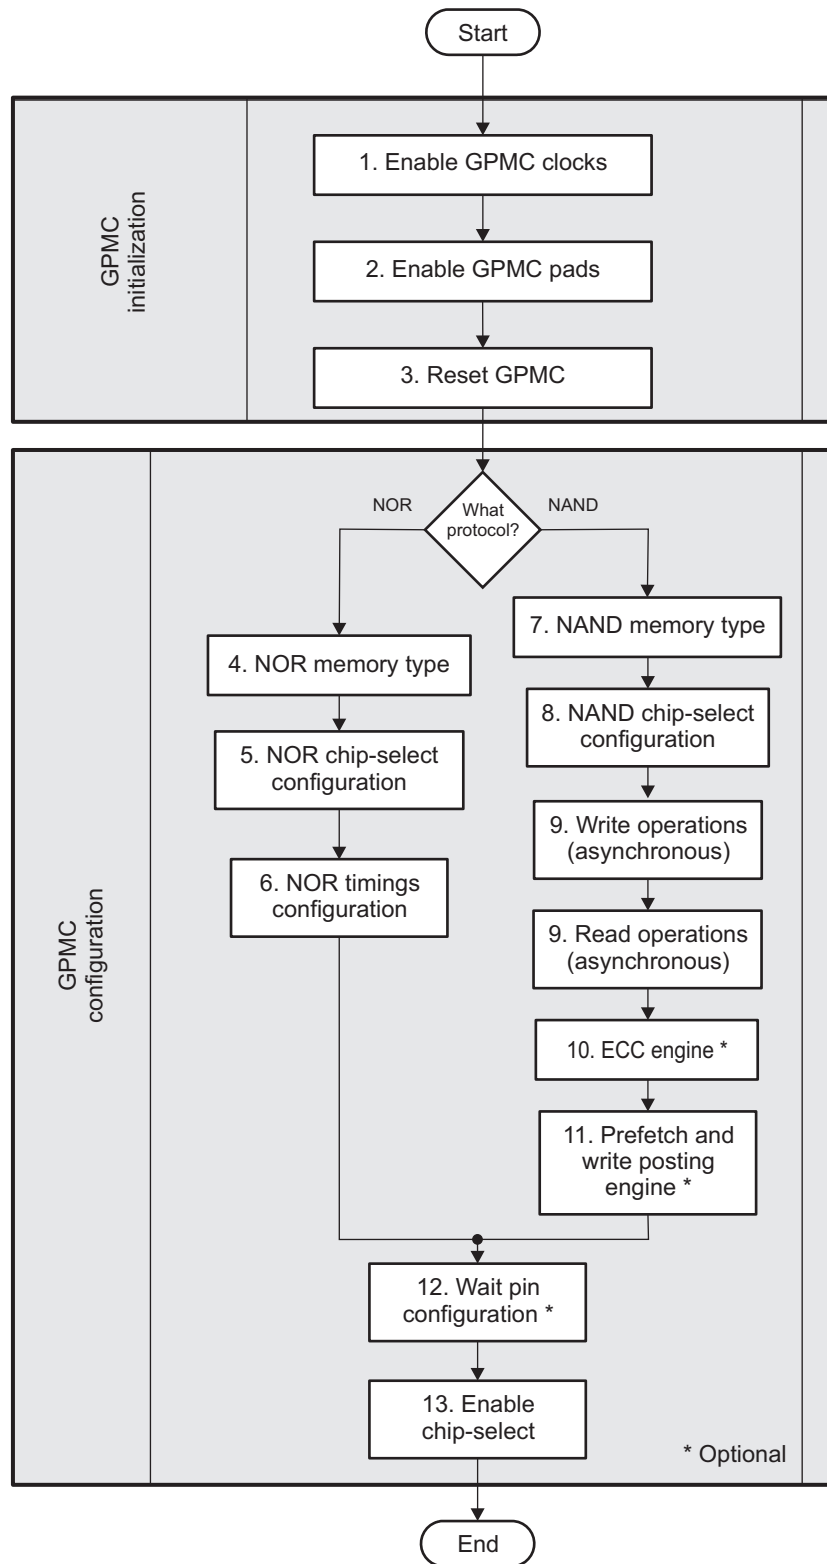 Start
GPMC
initialization
1. Enable GPMC clocks
2. Enable GPMC pads
3. Reset GPMC
GPMC
configuration
What
protocol?
NOR
NAND
4. NOR memory type
5. NOR chip-select
configuration
6. NOR timings
configuration
7. NAND memory type
8. NAND chip-select
configuration
9. Write operations
(asynchronous)
9. Read operations
(asynchronous)
10. ECC engine *
11. Prefetch and
write posting
engine *
12. Wait pin
configuration *
13. Enable
chip-select
* Optional
End